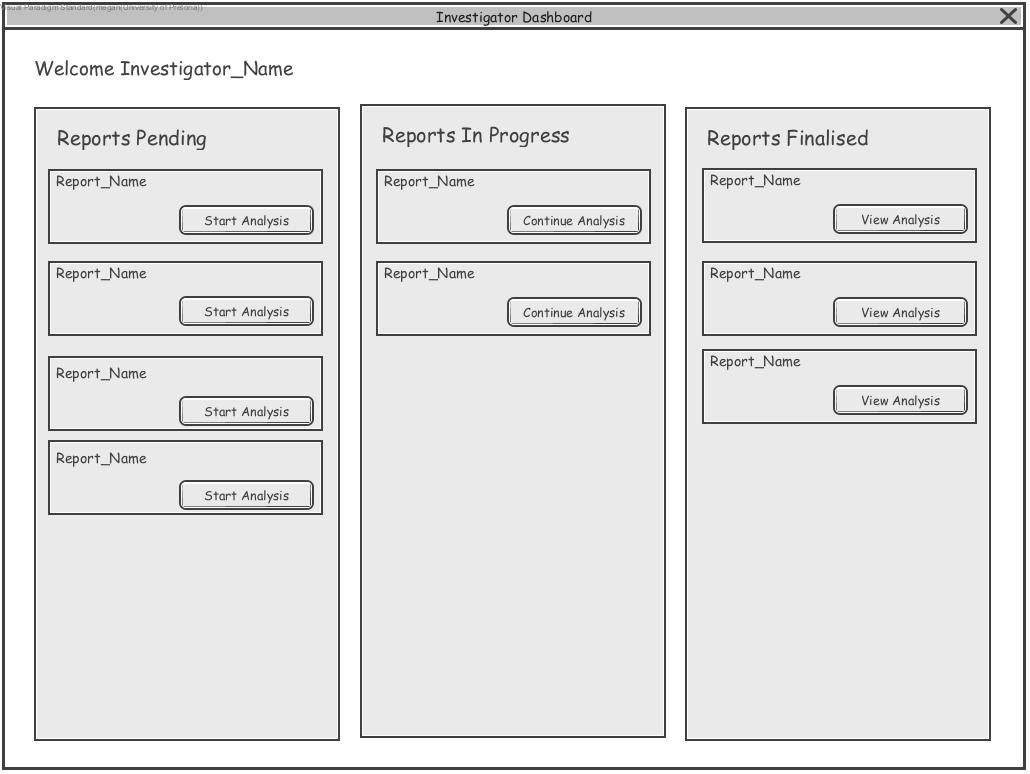 Visual Paradigm Standard(megan(University of Pretoria))
Investigator Dashboard
Welcome Investigator_Name
Reports Pending
Report_Name
Start Analysis
Report_Name
Start Analysis
Report_Name
Start Analysis
Report_Name
Start Analysis
Reports In Progress
Report_Name
Continue Analysis
Report_Name
Continue Analysis
Reports Finalised
Report_Name
View Analysis
Report_Name
View Analysis
Report_Name
View Analysis